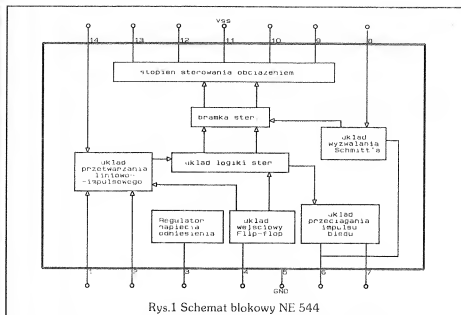 VSS
14 13 12 11 10 9 8
stopien sterowania obciazeniem
bramka ster.
uklad
wyzwalania
Schmitt'a
uklad
przetwarzania
liniowo-
-impulsowego
uklad logiki ster
Regulator
napiecia
odniesienia
uklad
wejsciowy
Flip-flop
uklad
przeciagania
impulsu
bledu
1 2 3 4 5 6 7
GND
Rys.1 Schemat blokowy NE 544